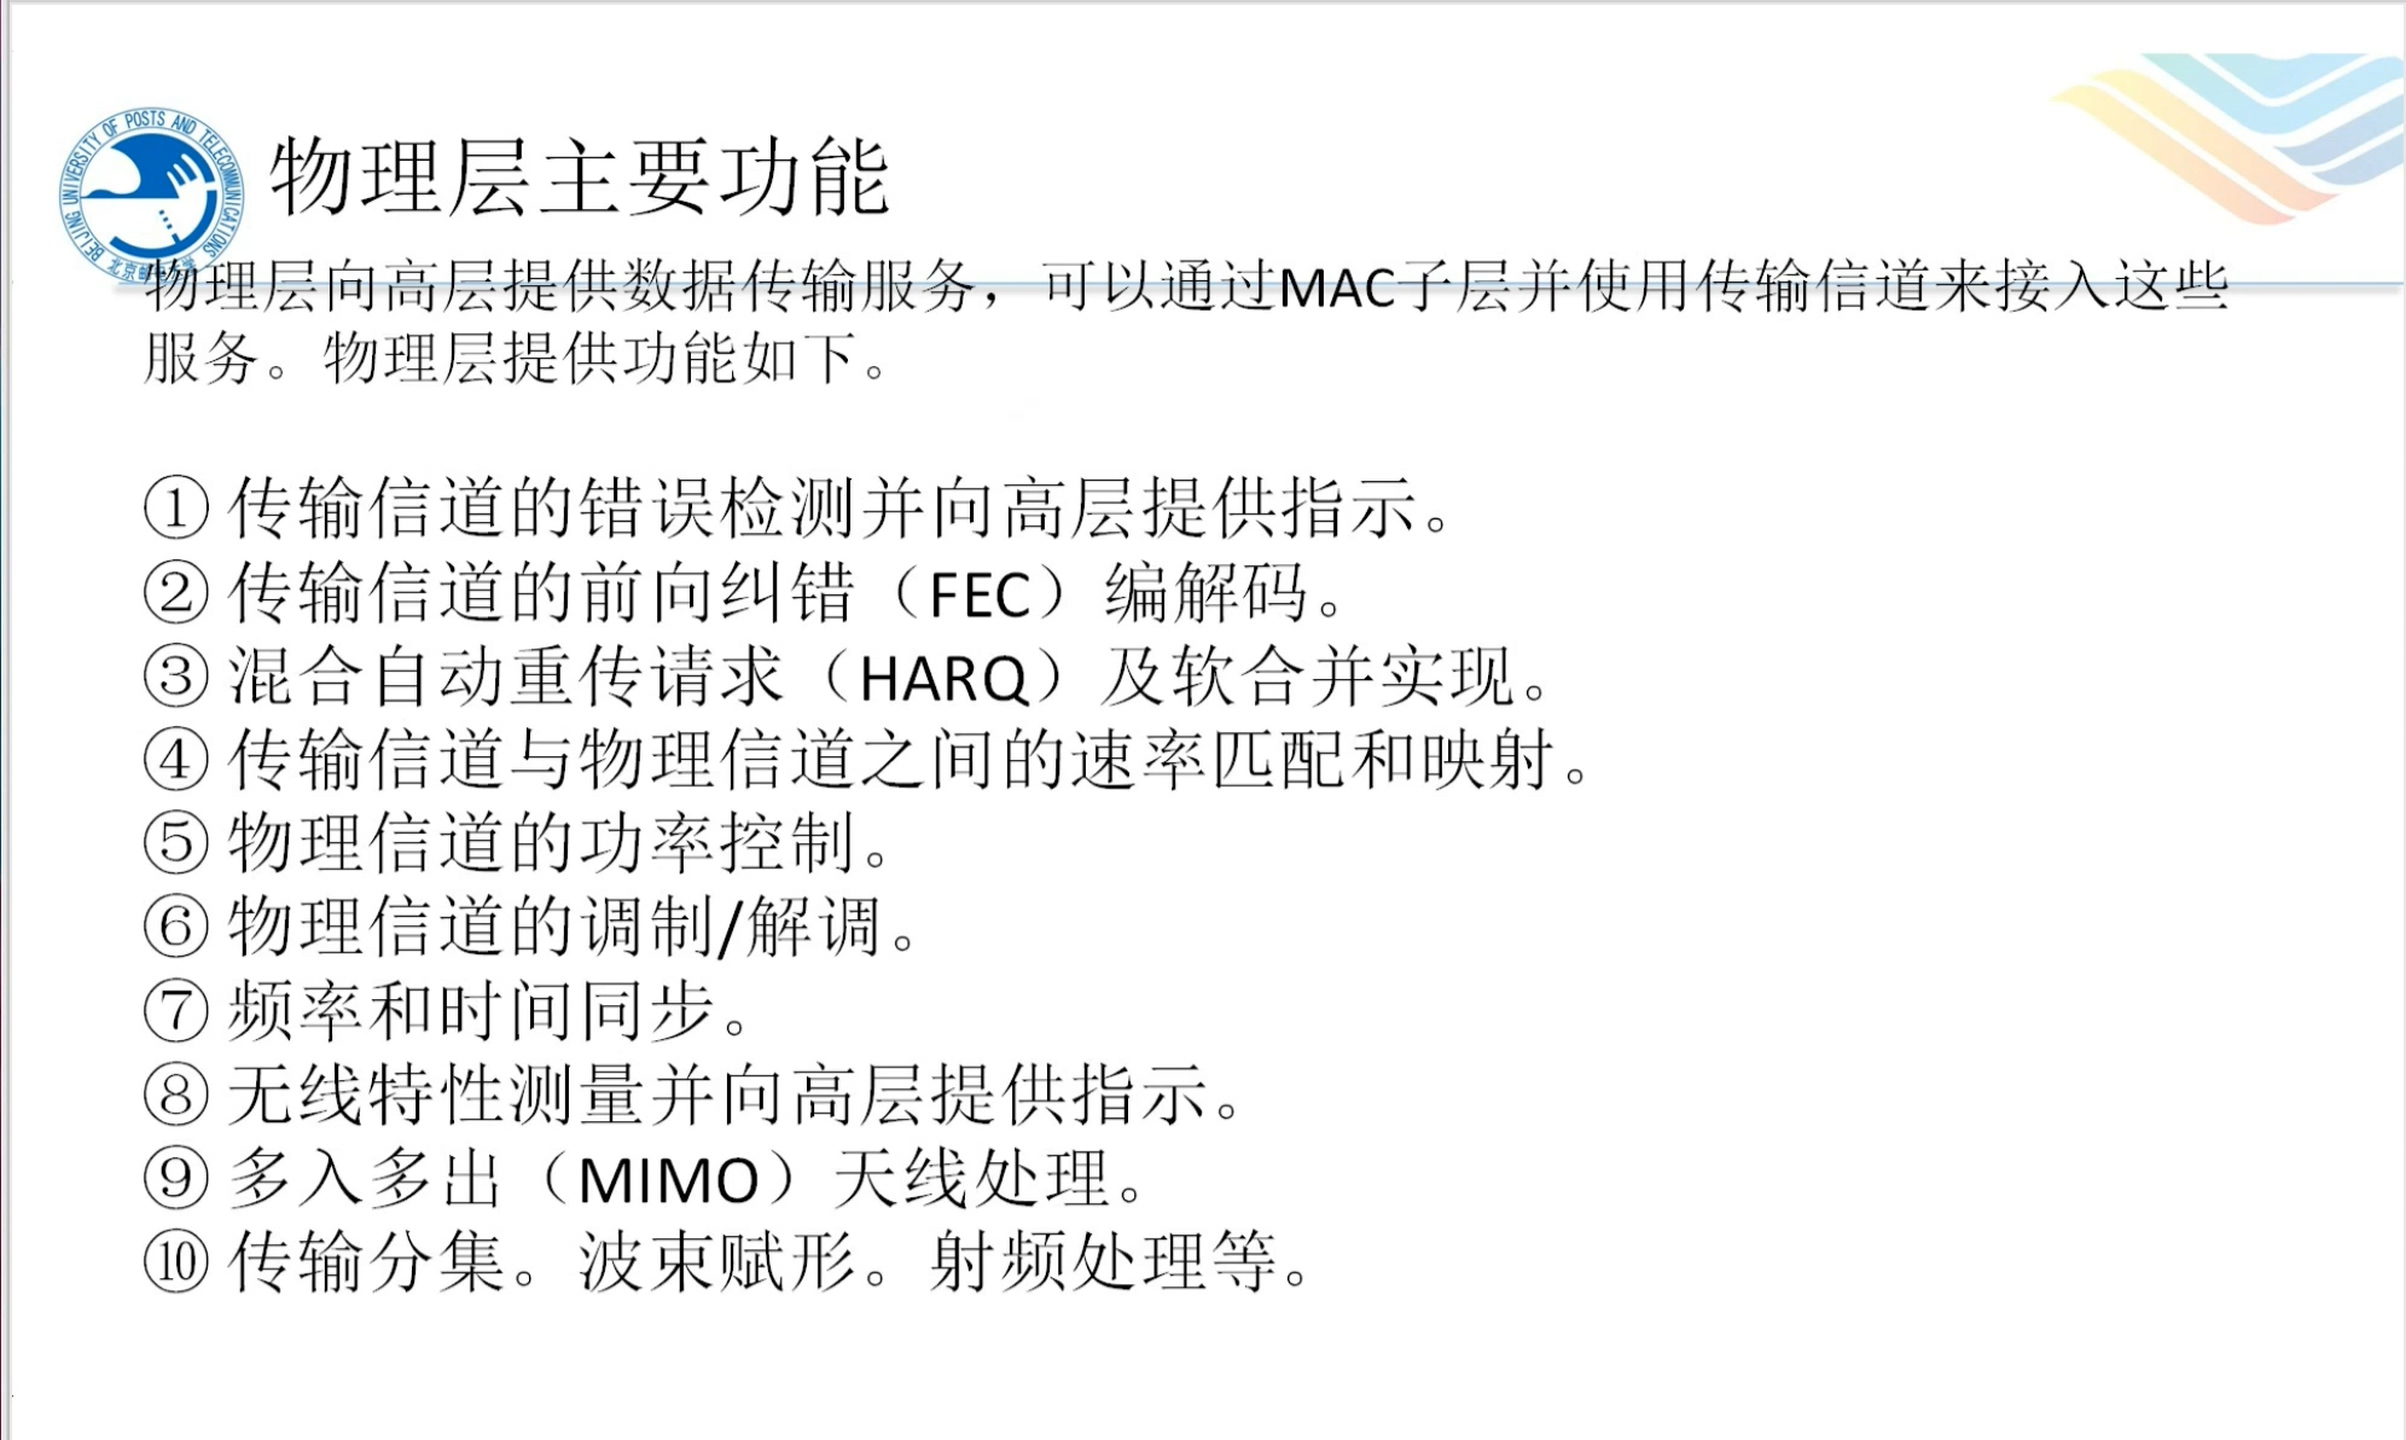 BEIJING UNIVERSITY OF POSTS AND TELECOMMUNICATIONS
北京
物理层主要功能
物理层向高层提供数据传输服务，可以通过MAC子层并使用传输信道来接入这些
服务。物理层提供功能如下。
① 传输信道的错误检测并向高层提供指示。
② 传输信道的前向纠错（FEC）编解码。
③ 混合自动重传请求（HARQ）及软合并实现。
④ 传输信道与物理信道之间的速率匹配和映射。
⑤ 物理信道的功率控制。
⑥ 物理信道的调制/解调。
⑦ 频率和时间同步。
⑧ 无线特性测量并向高层提供指示。
⑨ 多入多出（MIMO）天线处理。
⑩ 传输分集。波束赋形。射频处理等。